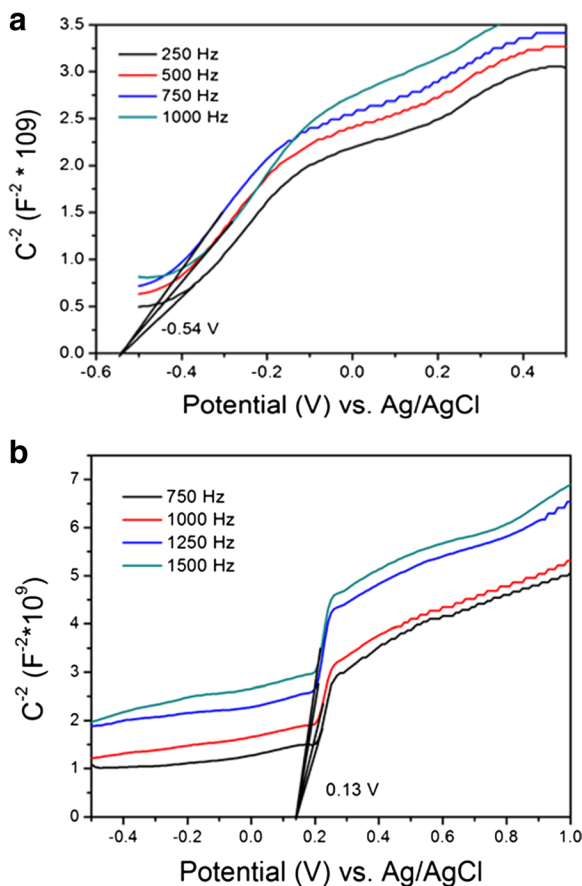 a
3.5
3.0
2.5
2.0
1.5
1.0
0.5
0.0
C⁻² (F⁻² * 109)
250 Hz
500 Hz
750 Hz
1000 Hz
-0.54 V
-0.6 -0.4 -0.2 0.0 0.2 0.4
Potential (V) vs. Ag/AgCl
b
7
6
5
4
3
2
1
0
C⁻² (F⁻²*10⁹)
750 Hz
1000 Hz
1250 Hz
1500 Hz
0.13 V
-0.4 -0.2 0.0 0.2 0.4 0.6 0.8 1.0
Potential (V) vs. Ag/AgCl